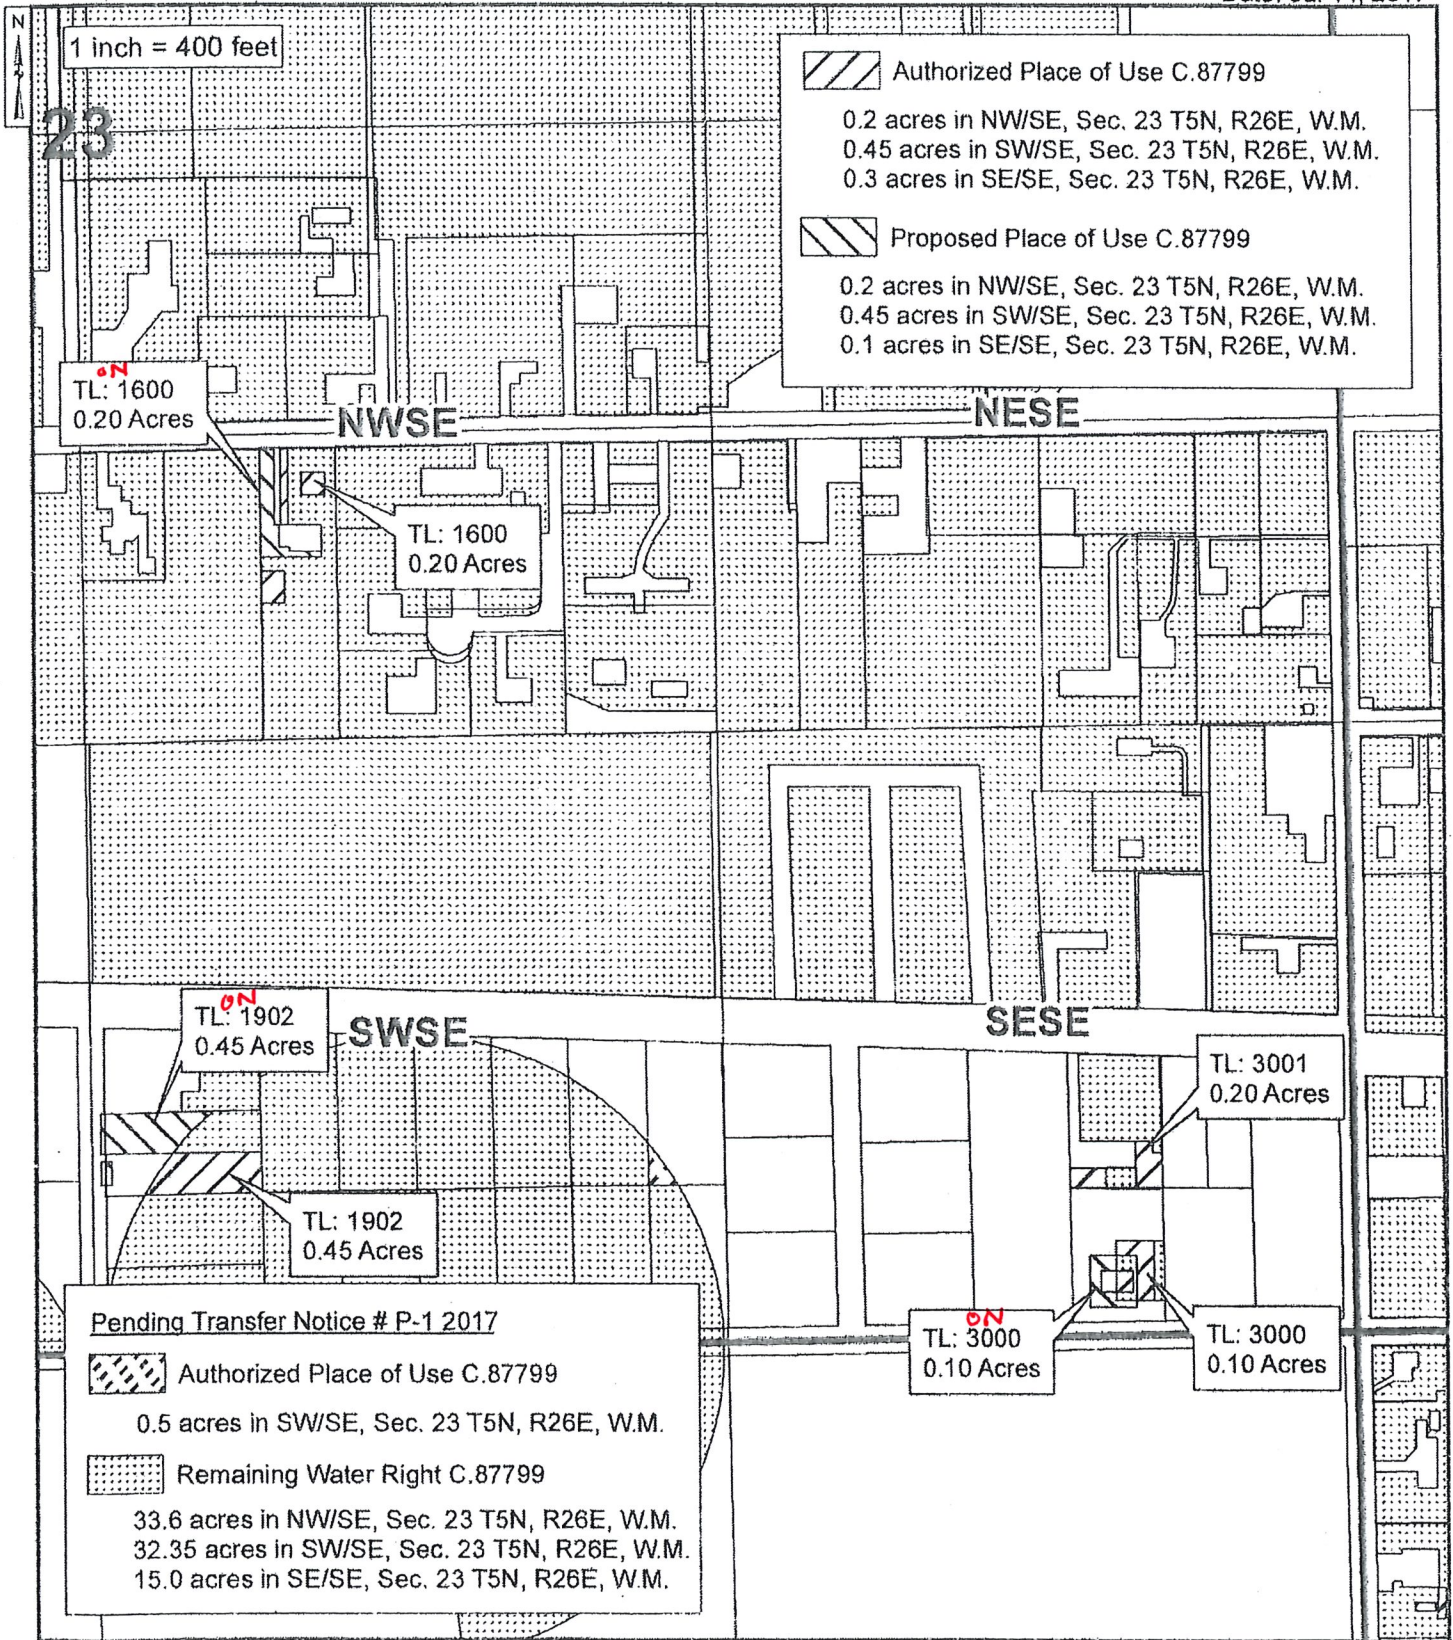 N
1 inch = 400 feet
23
Authorized Place of Use C.87799
0.2 acres in NW/SE, Sec. 23 T5N, R26E, W.M.
0.45 acres in SW/SE, Sec. 23 T5N, R26E, W.M.
0.3 acres in SE/SE, Sec. 23 T5N, R26E, W.M.
Proposed Place of Use C.87799
0.2 acres in NW/SE, Sec. 23 T5N, R26E, W.M.
0.45 acres in SW/SE, Sec. 23 T5N, R26E, W.M.
0.1 acres in SE/SE, Sec. 23 T5N, R26E, W.M.
ON
TL: 1600
0.20 Acres
NWSE
NESE
TL: 1600
0.20 Acres
ON
TL: 1902
0.45 Acres
SWSE
SESE
TL: 3001
0.20 Acres
TL: 1902
0.45 Acres
ON
TL: 3000
0.10 Acres
TL: 3000
0.10 Acres
Pending Transfer Notice # P-1 2017
Authorized Place of Use C.87799
0.5 acres in SW/SE, Sec. 23 T5N, R26E, W.M.
Remaining Water Right C.87799
33.6 acres in NW/SE, Sec. 23 T5N, R26E, W.M.
32.35 acres in SW/SE, Sec. 23 T5N, R26E, W.M.
15.0 acres in SE/SE, Sec. 23 T5N, R26E, W.M.